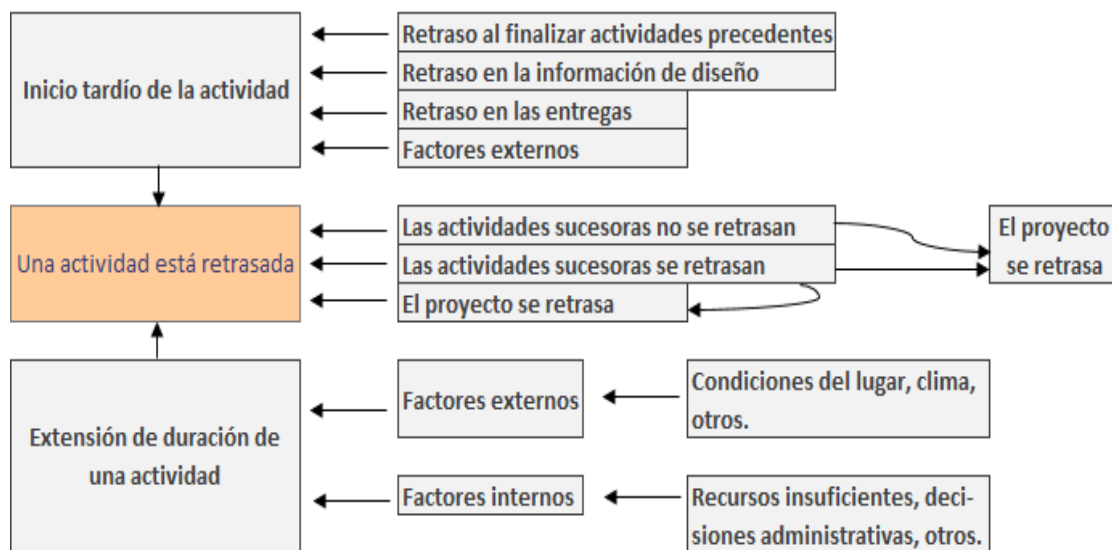 Inicio tardío de la actividad
Retraso al finalizar actividades precedentes
Retraso en la información de diseño
Retraso en las entregas
Factores externos
Una actividad está retrasada
Las actividades sucesoras no se retrasan
Las actividades sucesoras se retrasan
El proyecto se retrasa
El proyecto
se retrasa
Extensión de duración de
una actividad
Factores externos
Condiciones del lugar, clima,
otros.
Factores internos
Recursos insuficientes, deci-
siones administrativas, otros.